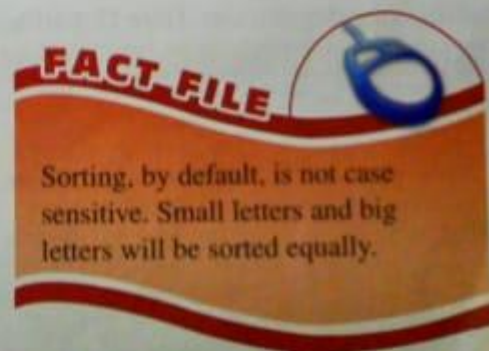 FACT FILE
Sorting, by default, is not case
sensitive. Small letters and big
letters will be sorted equally.